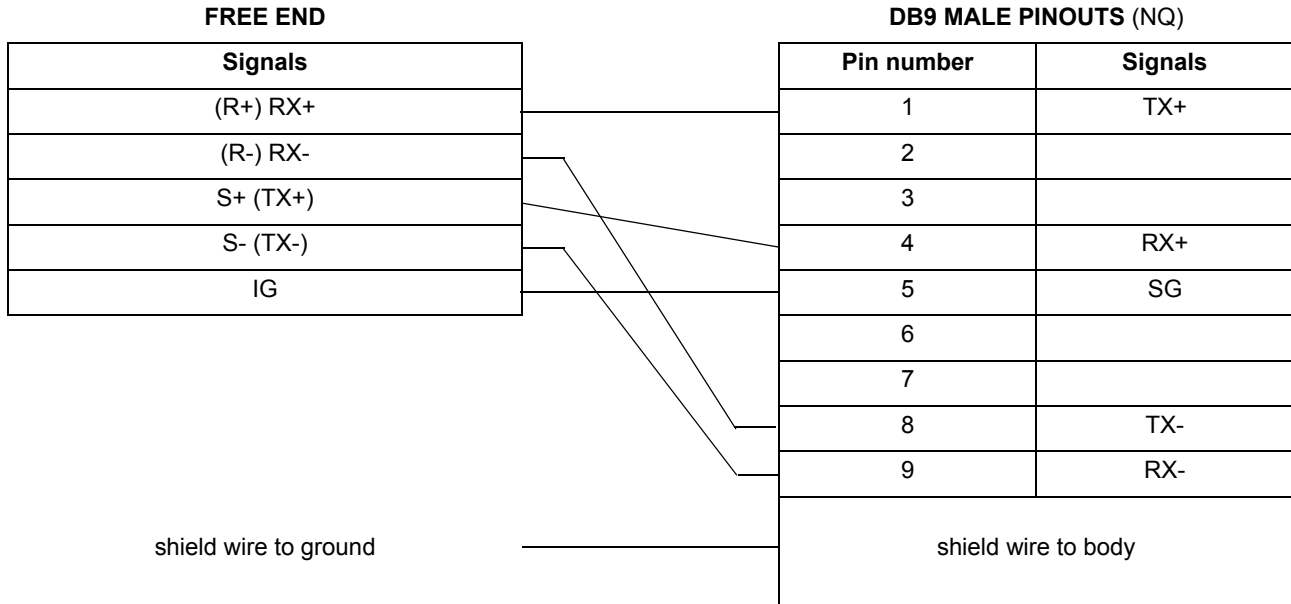 FREE END
DB9 MALE PINOUTS (NQ)
Signals
Pin number Signals
(R+) RX+
1 TX+
(R-) RX-
2
S+ (TX+)
3
S- (TX-)
4 RX+
IG
5 SG
6
7
8 TX-
9 RX-
shield wire to ground
shield wire to body